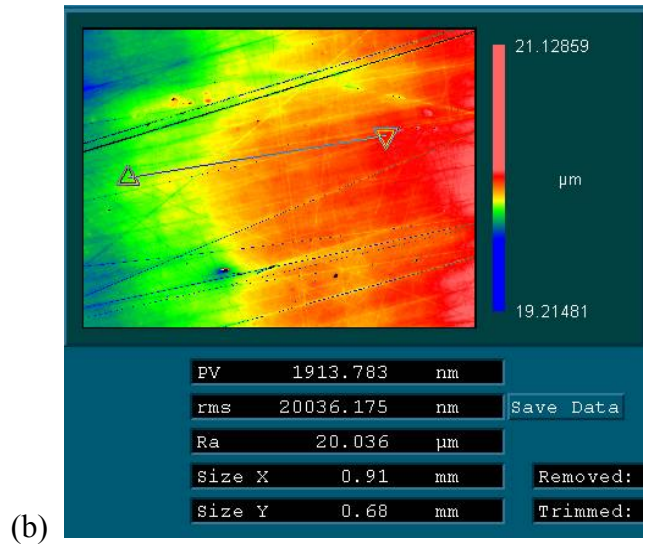 21.12859
µm
19.21481
PV 1913.783 nm
rms 20036.175 nm Save Data
Ra 20.036 µm
Size X 0.91 mm Removed:
Size Y 0.68 mm Trimmed:
(b)